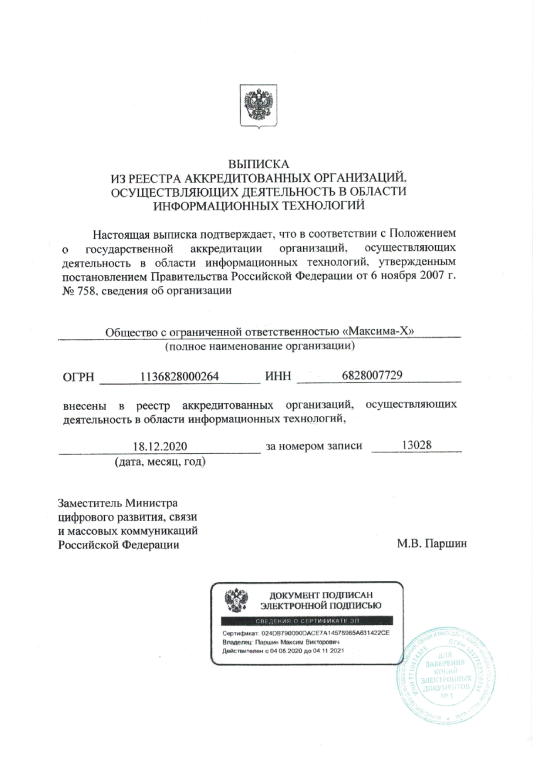 ВЫПИСКА
ИЗ РЕЕСТРА АККРЕДИТОВАННЫХ ОРГАНИЗАЦИЙ,
ОСУЩЕСТВЛЯЮЩИХ ДЕЯТЕЛЬНОСТЬ В ОБЛАСТИ
ИНФОРМАЦИОННЫХ ТЕХНОЛОГИЙ
Настоящая выписка подтверждает, что в соответствии с Положением
о государственной аккредитации организаций, осуществляющих
деятельность в области информационных технологий, утвержденным
постановлением Правительства Российской Федерации от 6 ноября 2007 г.
№ 758, сведения об организации
Общество с ограниченной ответственностью «Максима-Х»
(полное наименование организации)
ОГРН 1136828000264 ИНН 6828007729
внесены в реестр аккредитованных организаций, осуществляющих
деятельность в области информационных технологий,
18.12.2020 за номером записи 13028
(дата, месяц, год)
Заместитель Министра
цифрового развития, связи
и массовых коммуникаций
Российской Федерации М.В. Паршин
ДОКУМЕНТ ПОДПИСАН
ЭЛЕКТРОННОЙ ПОДПИСЬЮ
СВЕДЕНИЯ О СЕРТИФИКАТЕ ЭП
Сертификат:
Владелец: Паршин Максим Викторович
Действителен с 04.08.2020 до 04.11.2021
ДЛЯ
ЗАВЕРЕНИЯ
КОПИЙ
ЭЛЕКТРОННЫХ
ДОКУМЕНТОВ
№ 1